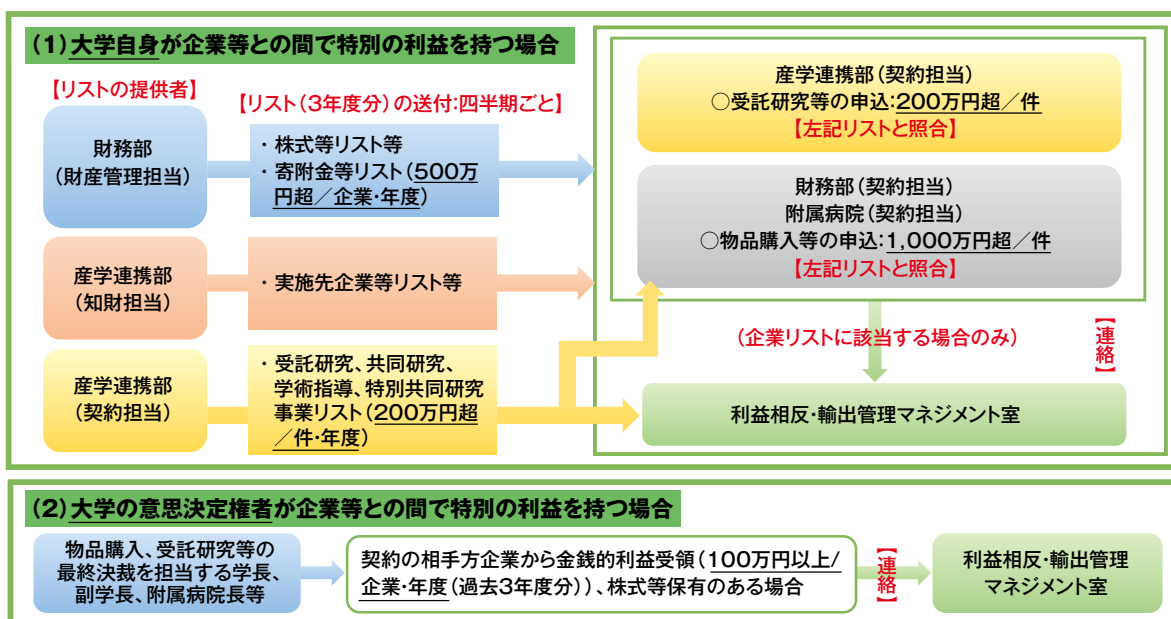 (1)大学自身が企業等との間で特別の利益を持つ場合
【リストの提供者】
【リスト(3年度分)の送付:四半期ごと】
財務部
(財産管理担当)
・株式等リスト等
・寄附金等リスト(500万
円超/企業・年度)
産学連携部
(知財担当)
・実施先企業等リスト等
産学連携部
(契約担当)
・受託研究、共同研究、
学術指導、特別共同研究
事業リスト(200万円超
/件・年度)
産学連携部(契約担当)
○受託研究等の申込:200万円超/件
【左記リストと照合】
財務部(契約担当)
附属病院(契約担当)
○物品購入等の申込:1,000万円超/件
【左記リストと照合】
(企業リストに該当する場合のみ)
【連絡】
利益相反・輸出管理マネジメント室
(2)大学の意思決定権者が企業等との間で特別の利益を持つ場合
物品購入、受託研究等の
最終決裁を担当する学長、
副学長、附属病院長等
契約の相手方企業から金銭的利益受領(100万円以上/
企業・年度(過去3年度分))、株式等保有のある場合
【連絡】
利益相反・輸出管理
マネジメント室